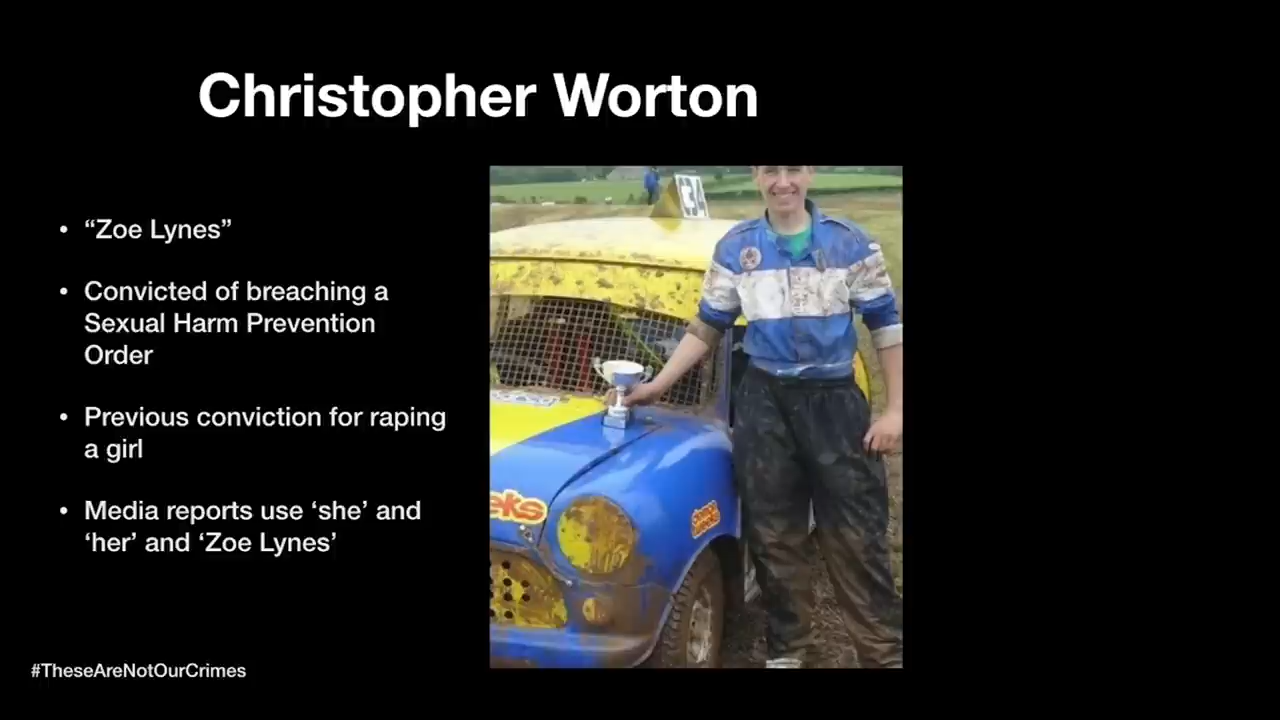 Christopher Worton
• “Zoe Lynes”
• Convicted of breaching a
Sexual Harm Prevention
Order
• Previous conviction for raping
a girl
• Media reports use ‘she’ and
‘her’ and ‘Zoe Lynes’
34
eks
#TheseAreNotOurCrimes